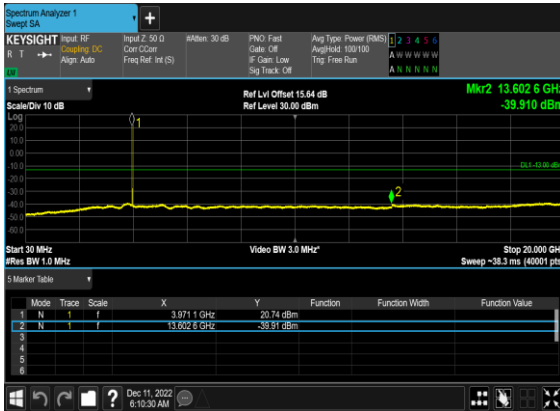 Spectrum Analyzer 1
Swept SA
+
KEYSIGHT Input: RF Input Z: 50 Ω #Atten: 30 dB PNO: Fast Avg Type: Power (RMS) 1 2 3 4 5 6
R T Coupling: DC Corr CCorr Gate: Off Avg|Hold: 100/100 A W W W W W
Align: Auto Freq Ref: Int (S) IF Gain: Low Trig: Free Run
Sig Track: Off A N N N N N
1 Spectrum Mkr2 13.602 6 GHz
Ref Lvl Offset 15.64 dB
Scale/Div 10 dB Ref Level 30.00 dBm -39.910 dBm
Log
20.0
10.0
0.00
-10.0
DL1 -13.00 dBm
-20.0
-30.0
-40.0
-50.0
-60.0
1
2
Start 30 MHz Video BW 3.0 MHz* Stop 20.000 GH
#Res BW 1.0 MHz Sweep ~38.3 ms (40001 pts
5 Marker Table
Mode Trace Scale X Y Function Function Width Function Value
1 N 1 f 3.971 1 GHz 20.74 dBm
2 N 1 f 13.602 6 GHz -39.91 dBm
3
4
5
6
? Dec 11, 2022
6:10:30 AM